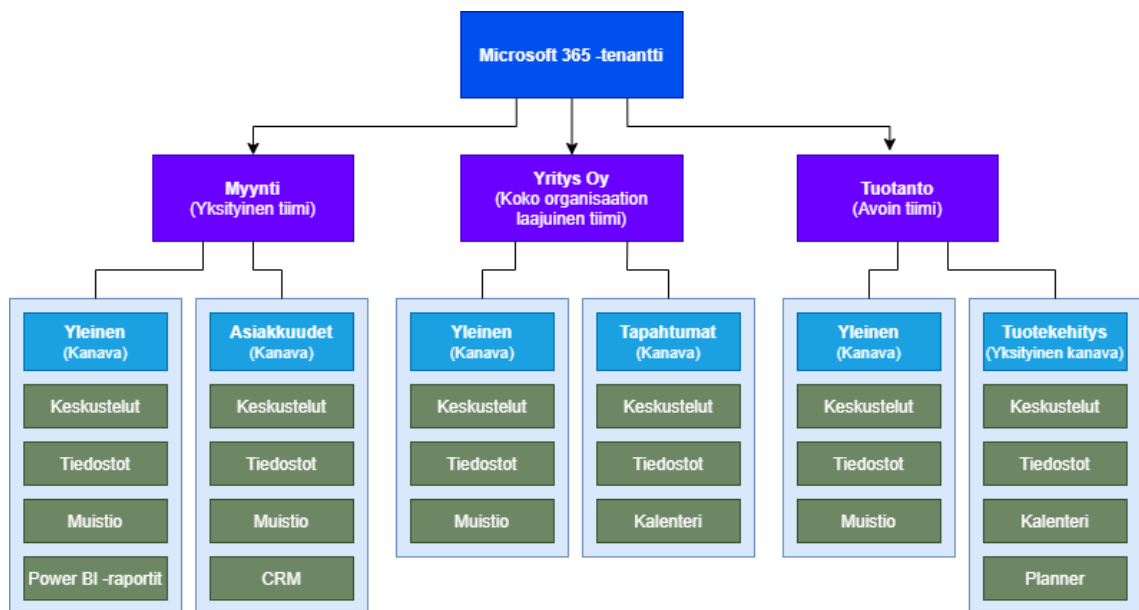 Microsoft 365 -tenantti
Myynti
(Yksityinen tiimi)
Yritys Oy
(Koko organisaation
laajuinen tiimi)
Tuotanto
(Avoin tiimi)
Yleinen
(Kanava)
Keskustelut
Tiedostot
Muistio
Power BI -raportit
Asiakkuudet
(Kanava)
Keskustelut
Tiedostot
Muistio
CRM
Yleinen
(Kanava)
Keskustelut
Tiedostot
Muistio
Tapahtumat
(Kanava)
Keskustelut
Tiedostot
Kalenteri
Yleinen
(Kanava)
Keskustelut
Tiedostot
Muistio
Tuotekehitys
(Yksityinen kanava)
Keskustelut
Tiedostot
Kalenteri
Planner